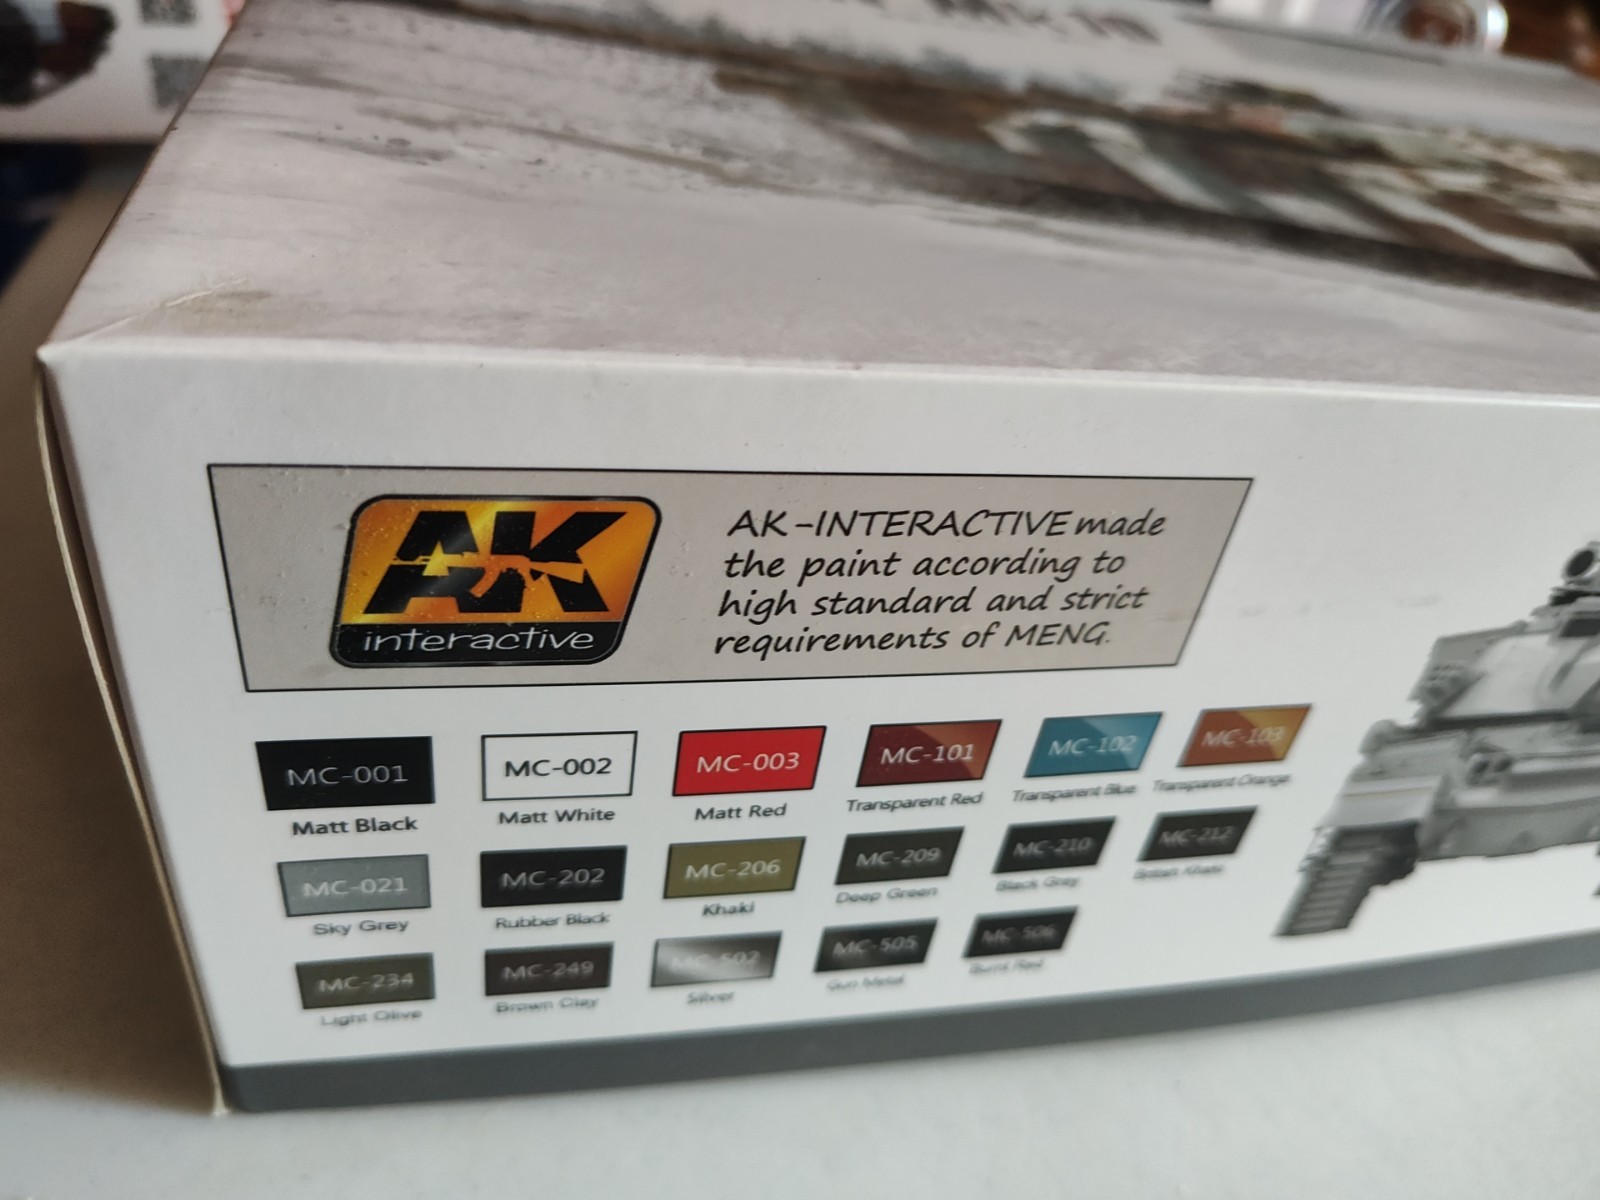 AK
interactive
AK-INTERACTIVE made
the paint according to
high standard and strict
requirements of MENG.
MC-001 MC-002 MC-003 MC-101 MC-102 MC-103
Matt Black Matt White Matt Red Transparent Red Transparent Blue Transparent Orange
MC-021 MC-202 MC-206 MC-209 MC-210 MC-212
Sky Grey Rubber Black Khaki Deep Green Black Grey British Khaki
MC-234 MC-249 MC-502 MC-505 MC-506
Light Olive Brown Clay Silver Gun Metal Burnt Red